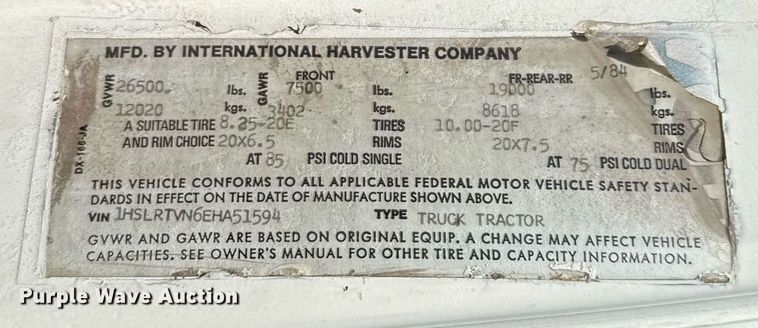 MFD. BY INTERNATIONAL HARVESTER COMPANY
5/84
GVWR 26500 lbs. GAWR FRONT 7500 lbs. FR-REAR-RR 19000 lbs.
12020 kgs. 3402 kgs. 8618 kgs.
A SUITABLE TIRE 8.25-20E TIRES 10.00-20F TIRES
AND RIM CHOICE 20X6.5 RIMS 20x7.5 RIMS
AT 85 PSI COLD SINGLE AT 75 PSI COLD DUAL
DX-166-JA
THIS VEHICLE CONFORMS TO ALL APPLICABLE FEDERAL MOTOR VEHICLE SAFETY STAN-
DARDS IN EFFECT ON THE DATE OF MANUFACTURE SHOWN ABOVE.
VIN 1HSLRTVN6EHA51594 TYPE TRUCK TRACTOR
GVWR AND GAWR ARE BASED ON ORIGINAL EQUIP. A CHANGE MAY AFFECT VEHICLE
CAPACITIES. SEE OWNER'S MANUAL FOR OTHER TIRE AND CAPACITY INFORMATION.
Purple Wave Auction